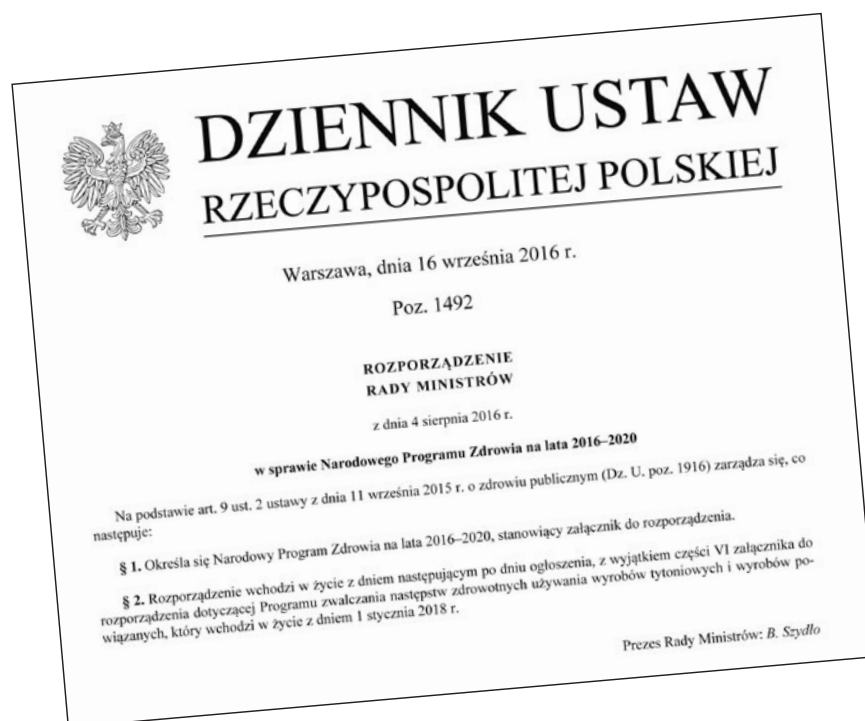 DZIENNIK USTAW
RZECZYPOSPOLITEJ POLSKIEJ
Warszawa, dnia 16 września 2016 r.
Poz. 1492
ROZPORZĄDZENIE
RADY MINISTRÓW
z dnia 4 sierpnia 2016 r.
w sprawie Narodowego Programu Zdrowia na lata 2016–2020
Na podstawie art. 9 ust. 2 ustawy z dnia 11 września 2015 r. o zdrowiu publicznym (Dz. U. poz. 1916) zarządza się, co
następuje:
§ 1. Określa się Narodowy Program Zdrowia na lata 2016–2020, stanowiący załącznik do rozporządzenia.
§ 2. Rozporządzenie wchodzi w życie z dniem następującym po dniu ogłoszenia, z wyjątkiem części VI załącznika do
rozporządzenia dotyczącej Programu zwalczania następstw zdrowotnych używania wyrobów tytoniowych i wyrobów po-
wiązanych, który wchodzi w życie z dniem 1 stycznia 2018 r.
Prezes Rady Ministrów: B. Szydło